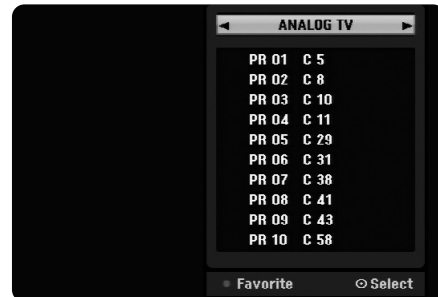 ANALOG TV
PR 01 C 5
PR 02 C 8
PR 03 C 10
PR 04 C 11
PR 05 C 29
PR 06 C 31
PR 07 C 38
PR 08 C 41
PR 09 C 43
PR 10 C 58
Favorite Select